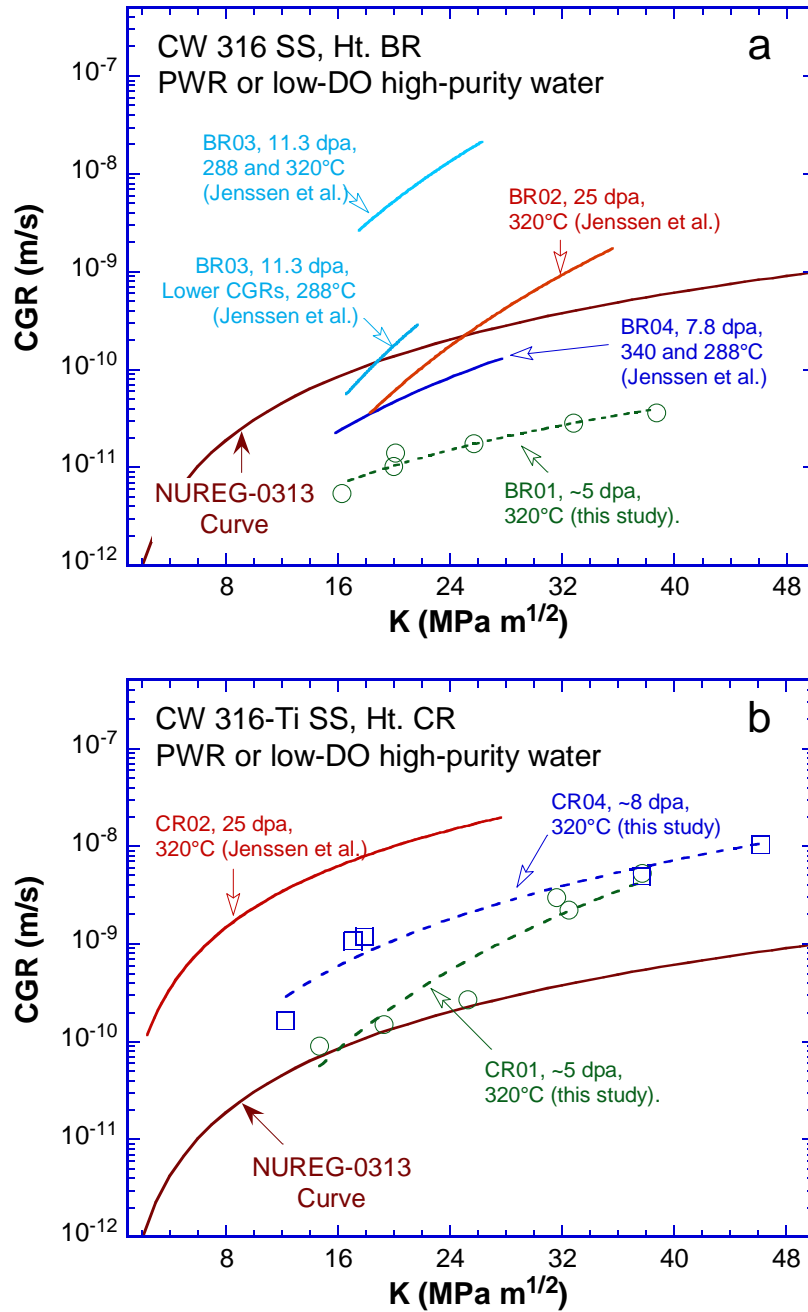 CW 316 SS, Ht. BR
a
PWR or low-DO high-purity water
10-7
10-8
10-9
10-10
10-11
10-12
CGR (m/s)
BR03, 11.3 dpa,
288 and 320°C
(Jenssen et al.)
BR02, 25 dpa,
320°C (Jenssen et al.)
BR03, 11.3 dpa,
Lower CGRs, 288°C
(Jenssen et al.)
BR04, 7.8 dpa,
340 and 288°C
(Jenssen et al.)
NUREG-0313
Curve
BR01, ~5 dpa,
320°C (this study).
8 16 24 32 40 48
K (MPa m1/2)
CW 316-Ti SS, Ht. CR
b
PWR or low-DO high-purity water
10-7
10-8
10-9
10-10
10-11
10-12
CGR (m/s)
CR02, 25 dpa,
320°C (Jenssen et al.)
CR04, ~8 dpa,
320°C (this study)
CR01, ~5 dpa,
320°C (this study).
NUREG-0313
Curve
8 16 24 32 40 48
K (MPa m1/2)